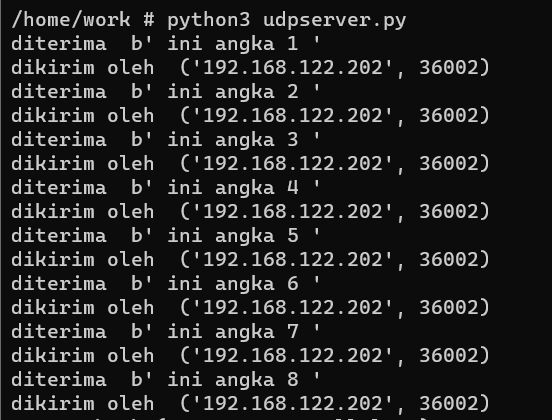 /home/work # python3 udpserver.py
diterima  b' ini angka 1 '
dikirim oleh  ('192.168.122.202', 36002)
diterima  b' ini angka 2 '
dikirim oleh  ('192.168.122.202', 36002)
diterima  b' ini angka 3 '
dikirim oleh  ('192.168.122.202', 36002)
diterima  b' ini angka 4 '
dikirim oleh  ('192.168.122.202', 36002)
diterima  b' ini angka 5 '
dikirim oleh  ('192.168.122.202', 36002)
diterima  b' ini angka 6 '
dikirim oleh  ('192.168.122.202', 36002)
diterima  b' ini angka 7 '
dikirim oleh  ('192.168.122.202', 36002)
diterima  b' ini angka 8 '
dikirim oleh  ('192.168.122.202', 36002)